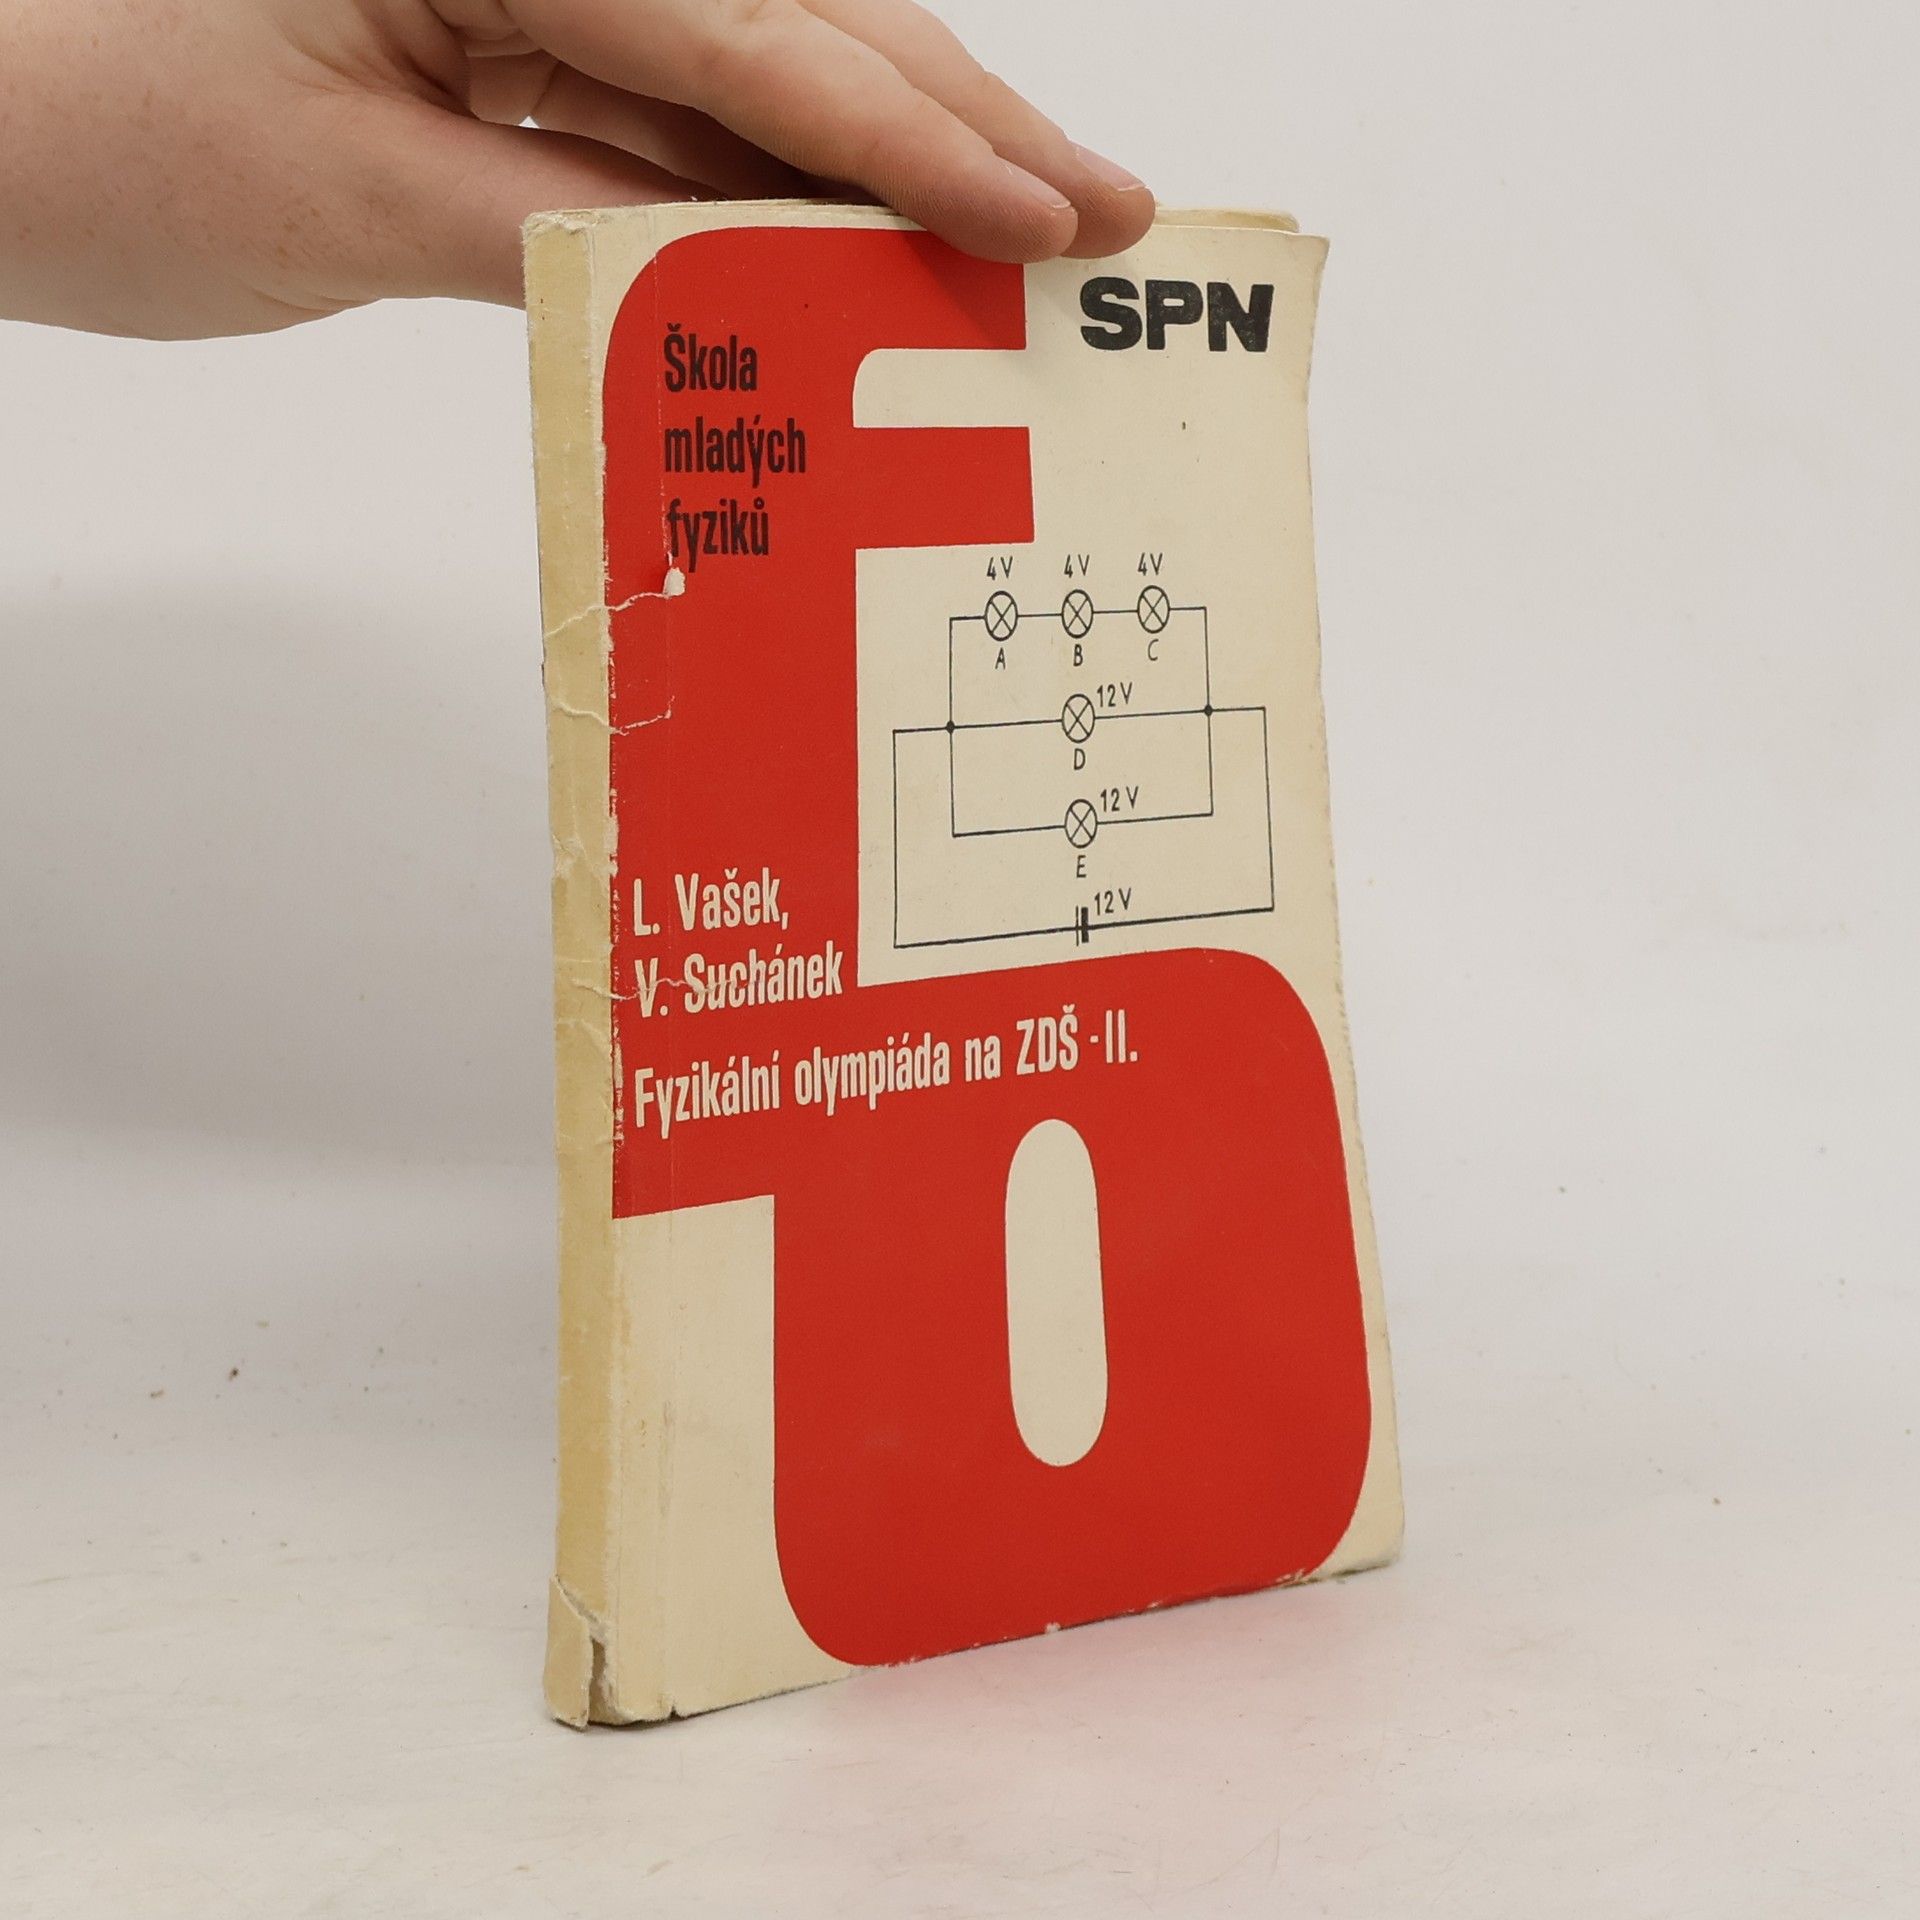 SPN
Škola
mladých
fyziků
4V 4V 4V
A B C
12V
D
12V
E
12V
L. Vašek,
V. Suchánek
Fyzikální olympiáda na ZDŠ - II.